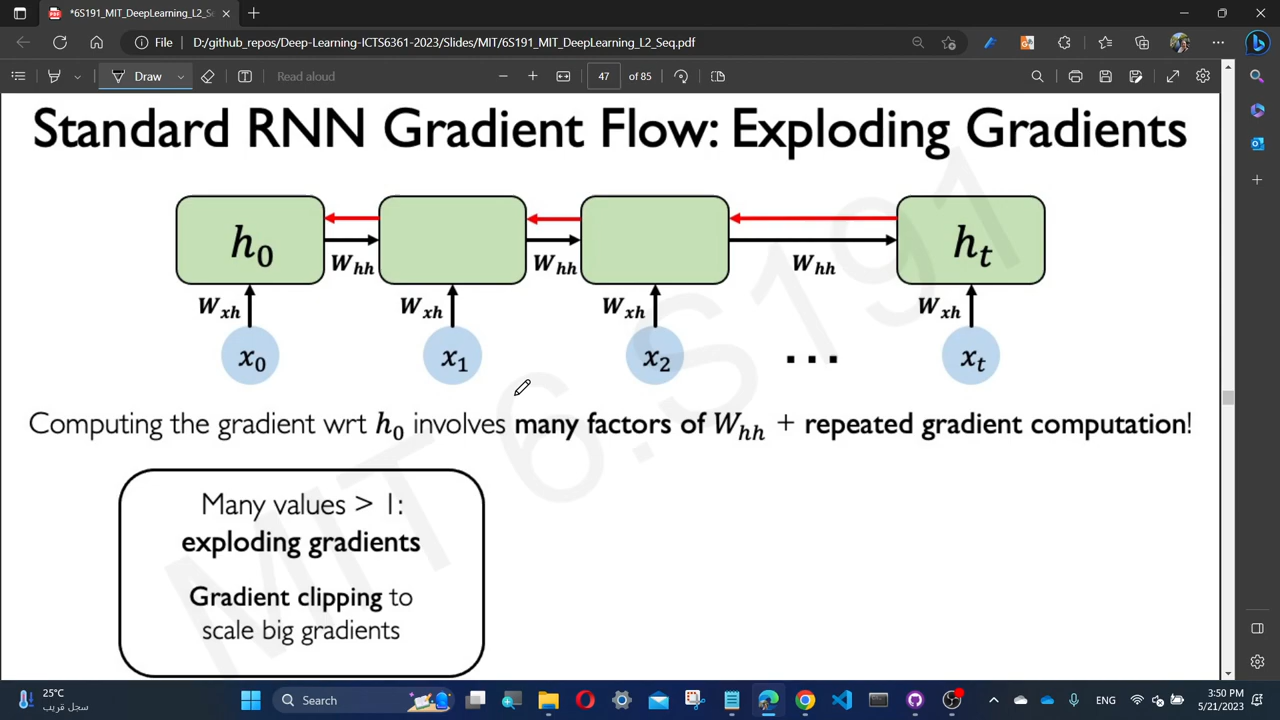 *6S191_MIT_DeepLearning_L2_Se
File
D:/github_repos/Deep-Learning-ICTS6361-2023/Slides/MIT/6S191_MIT_DeepLearning_L2_Seq.pdf
Draw
Read aloud
47 of 85
Standard RNN Gradient Flow: Exploding Gradients
h0 ht
Whh Whh Whh
Wxh Wxh Wxh Wxh
x0 x1 x2 ... xt
Computing the gradient wrt h0 involves many factors of Whh + repeated gradient computation!
Many values > 1:
exploding gradients
Gradient clipping to
scale big gradients
MIT 6.S191
25°C
سجل قريب
Search
ENG
3:50 PM
5/21/2023